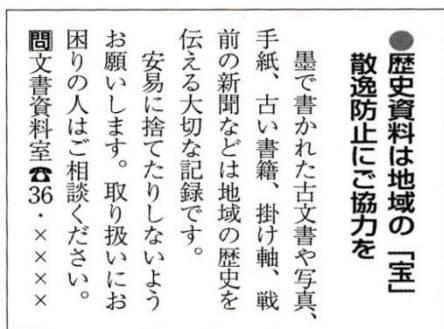 ●歴史資料は地域の「宝」
散逸防止にご協力を
墨で書かれた古文書や写真、
手紙、古い書籍、掛け軸、戦
前の新聞などは地域の歴史を
伝える大切な記録です。
安易に捨てたりしないよう
お願いします。取り扱いにお
困りの人はご相談ください。
問文書資料室☎36・××××